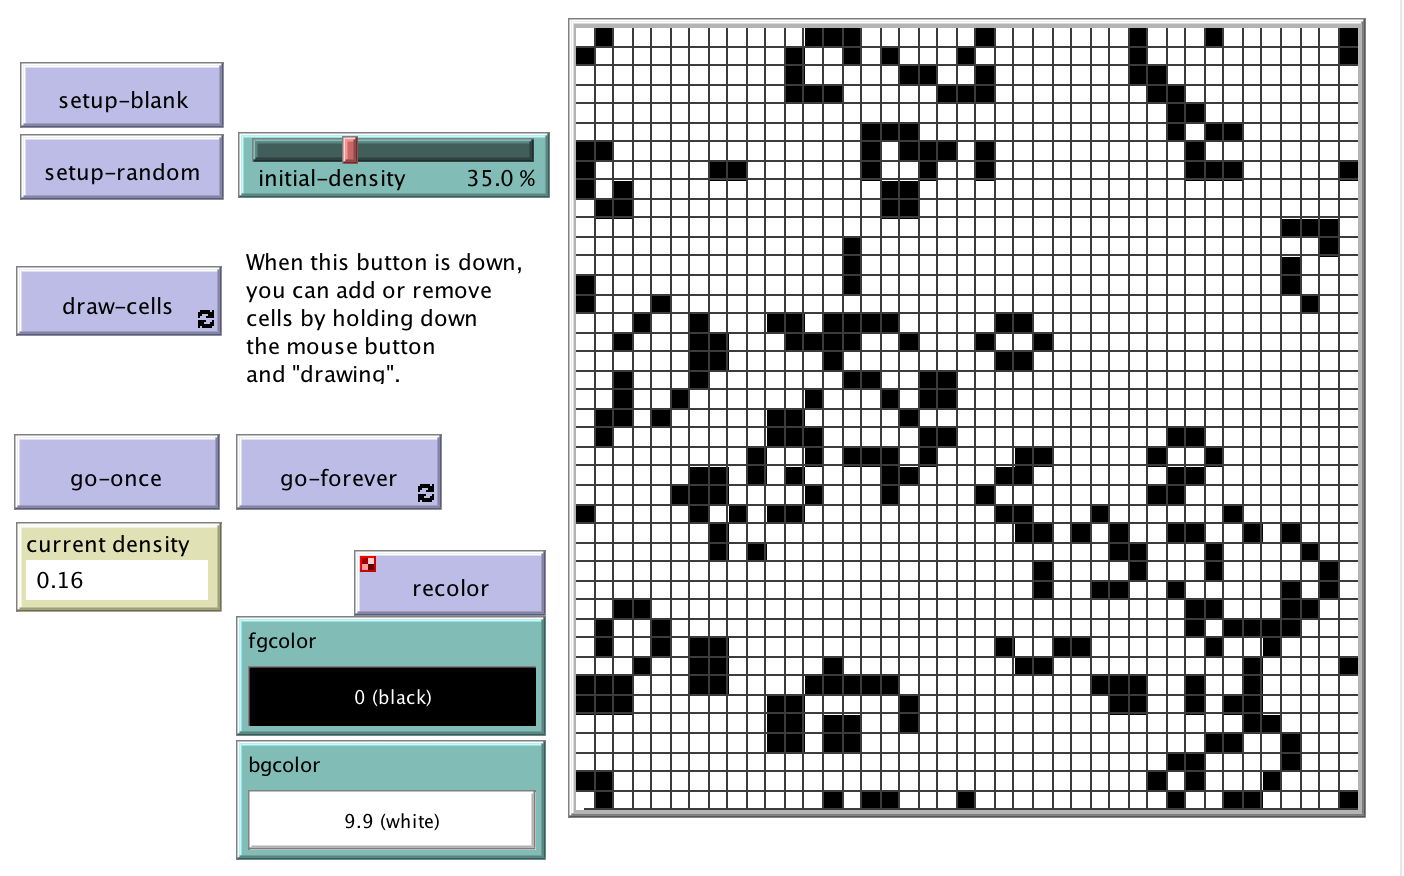 setup-blank
setup-random
initial-density 35.0 %
draw-cells
When this button is down,
you can add or remove
cells by holding down
the mouse button
and "drawing".
go-once
go-forever
current density
0.16
recolor
fgcolor
0 (black)
bgcolor
9.9 (white)